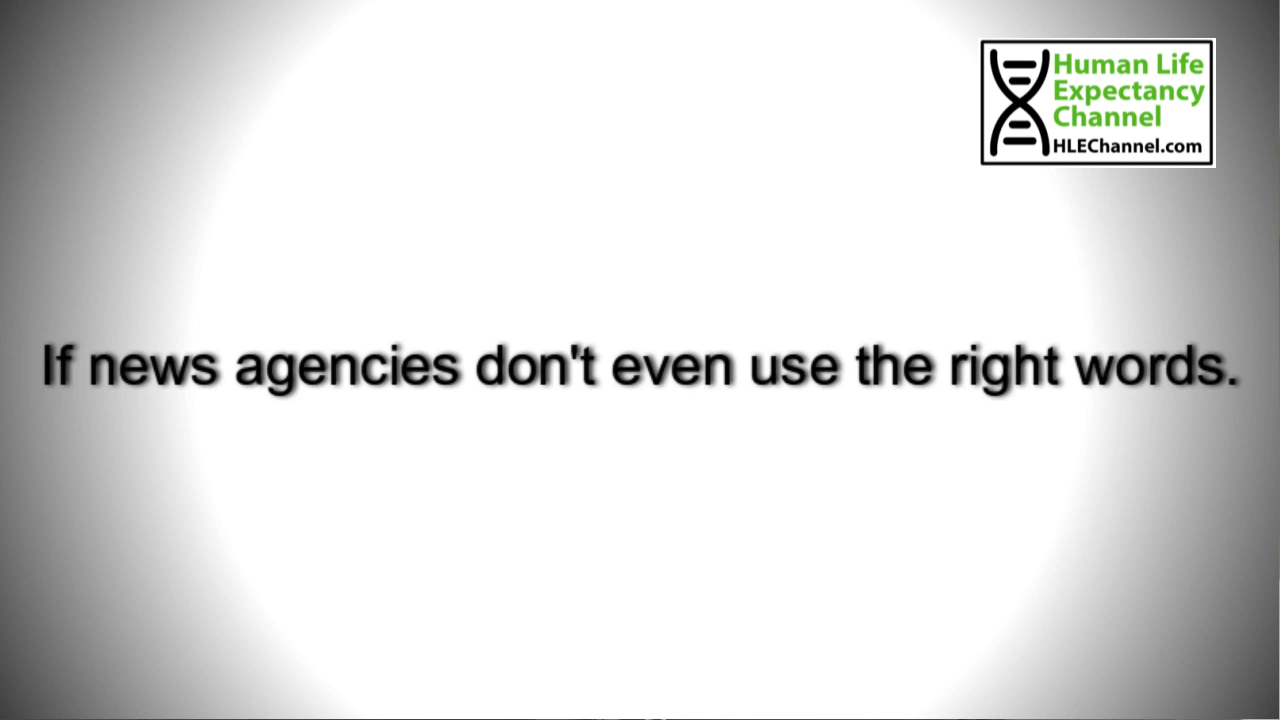 Human Life
Expectancy
Channel
HLEChannel.com
If news agencies don't even use the right words.